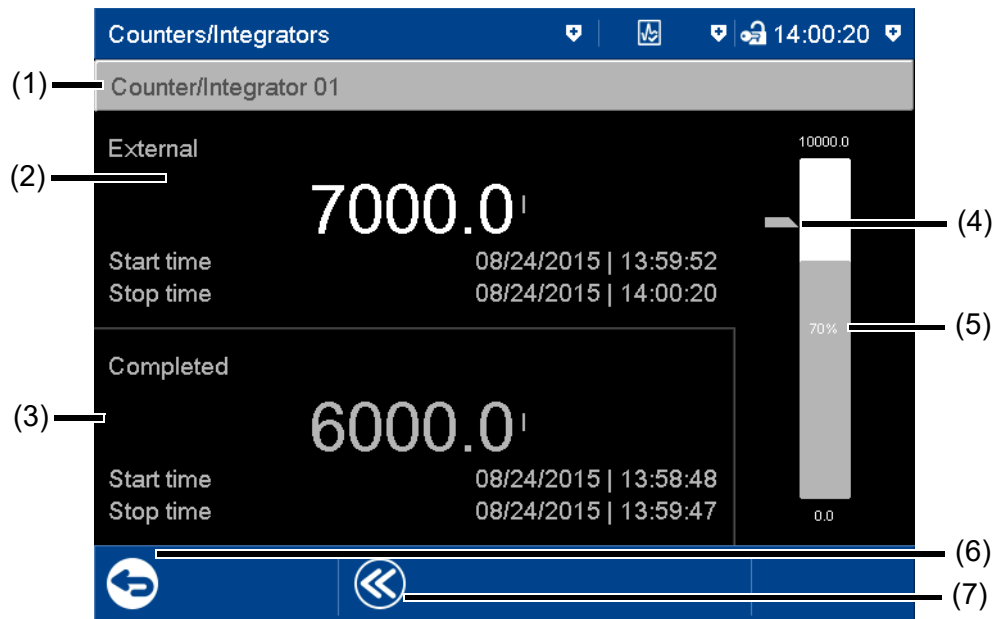 Counters/Integrators 14:00:20
(1) Counter/Integrator 01
External 10000.0
(2)
7000.0 l
(4)
Start time 08/24/2015 | 13:59:52
Stop time 08/24/2015 | 14:00:20
70% (5)
Completed
(3) 6000.0 l
Start time 08/24/2015 | 13:58:48
Stop time 08/24/2015 | 13:59:47
0.0
(6)
(7)